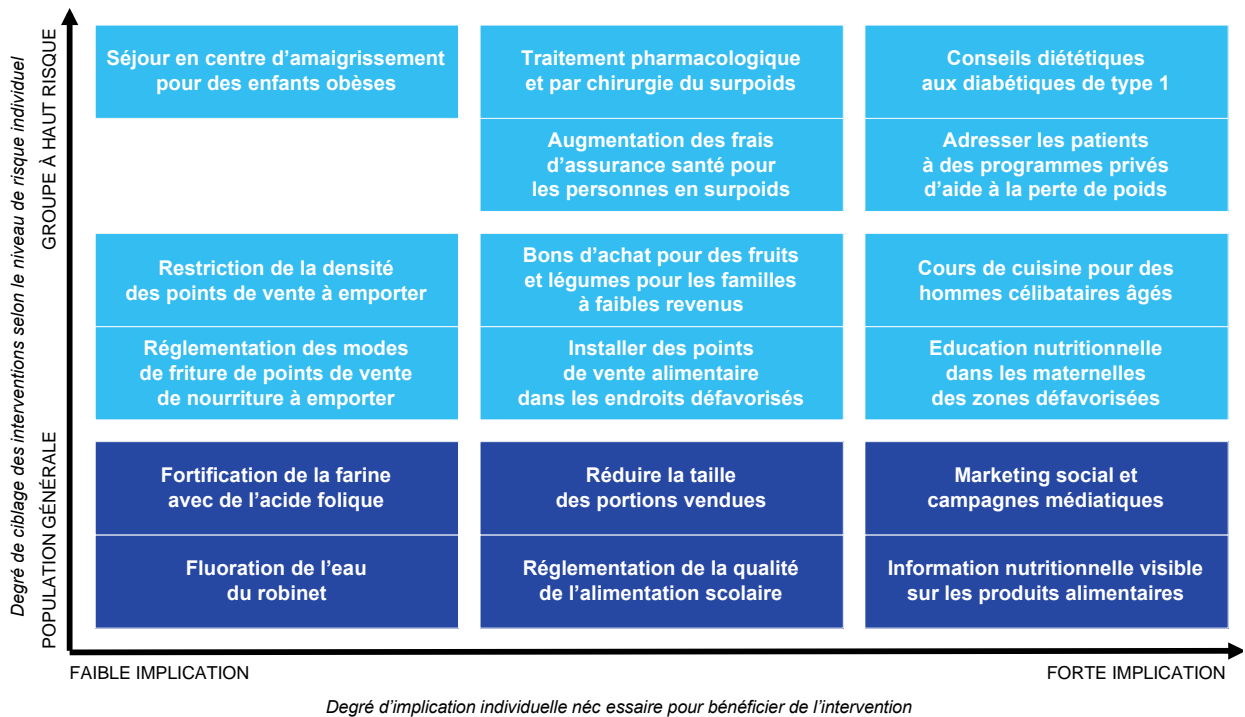 Degré de ciblage des interventions selon le niveau de risque individuel
GROUPE À HAUT RISQUE
POPULATION GÉNÉRALE
Séjour en centre d'amaigrissement
pour des enfants obèses
Traitement pharmacologique
et par chirurgie du surpoids
Conseils diététiques
aux diabétiques de type 1
Augmentation des frais
d'assurance santé pour
les personnes en surpoids
Adresser les patients
à des programmes privés
d'aide à la perte de poids
Restriction de la densité
des points de vente à emporter
Bons d'achat pour des fruits
et légumes pour les familles
à faibles revenus
Cours de cuisine pour des
hommes célibataires âgés
Réglementation des modes
de friture de points de vente
de nourriture à emporter
Installer des points
de vente alimentaire
dans les endroits défavorisés
Education nutritionnelle
dans les maternelles
des zones défavorisées
Fortification de la farine
avec de l'acide folique
Réduire la taille
des portions vendues
Marketing social et
campagnes médiatiques
Fluoration de l'eau
du robinet
Réglementation de la qualité
de l'alimentation scolaire
Information nutritionnelle visible
sur les produits alimentaires
FAIBLE IMPLICATION
FORTE IMPLICATION
Degré d'implication individuelle néc essaire pour bénéficier de l'intervention